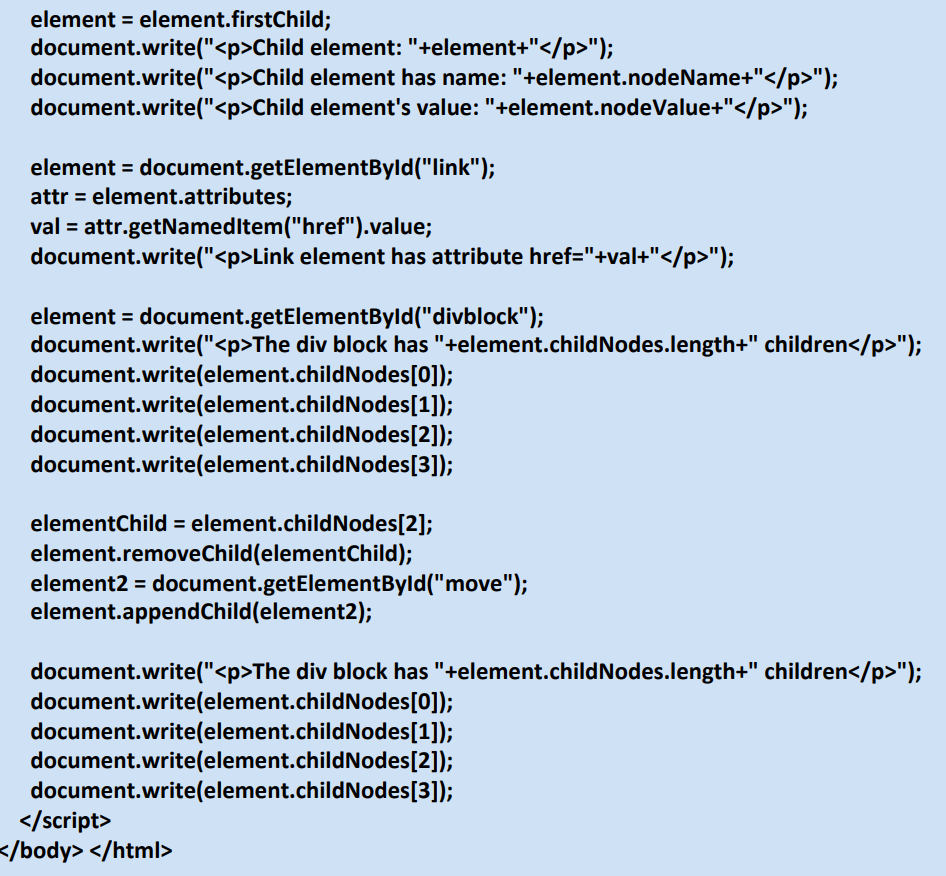 element = element.firstChild;
document.write("<p>Child element: "+element+"</p>");
document.write("<p>Child element has name: "+element.nodeName+"</p>");
document.write("<p>Child element's value: "+element.nodeValue+"</p>");
element = document.getElementById("link");
attr = element.attributes;
val = attr.getNamedItem("href").value;
document.write("<p>Link element has attribute href="+val+"</p>");
element = document.getElementById("divblock");
document.write("<p>The div block has "+element.childNodes.length+" children</p>");
document.write(element.childNodes[0]);
document.write(element.childNodes[1]);
document.write(element.childNodes[2]);
document.write(element.childNodes[3]);
elementChild = element.childNodes[2];
element.removeChild(elementChild);
element2 = document.getElementById("move");
element.appendChild(element2);
document.write("<p>The div block has "+element.childNodes.length+" children</p>");
document.write(element.childNodes[0]);
document.write(element.childNodes[1]);
document.write(element.childNodes[2]);
document.write(element.childNodes[3]);
</script>
</body> </html>